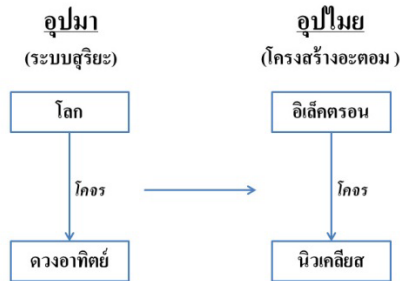 อุปมา
(ระบบสุริยะ)
โลก
โคจร
ดวงอาทิตย์
อุปไมย
(โครงสร้างอะตอม )
อิเล็คตรอน
โคจร
นิวเคลียส